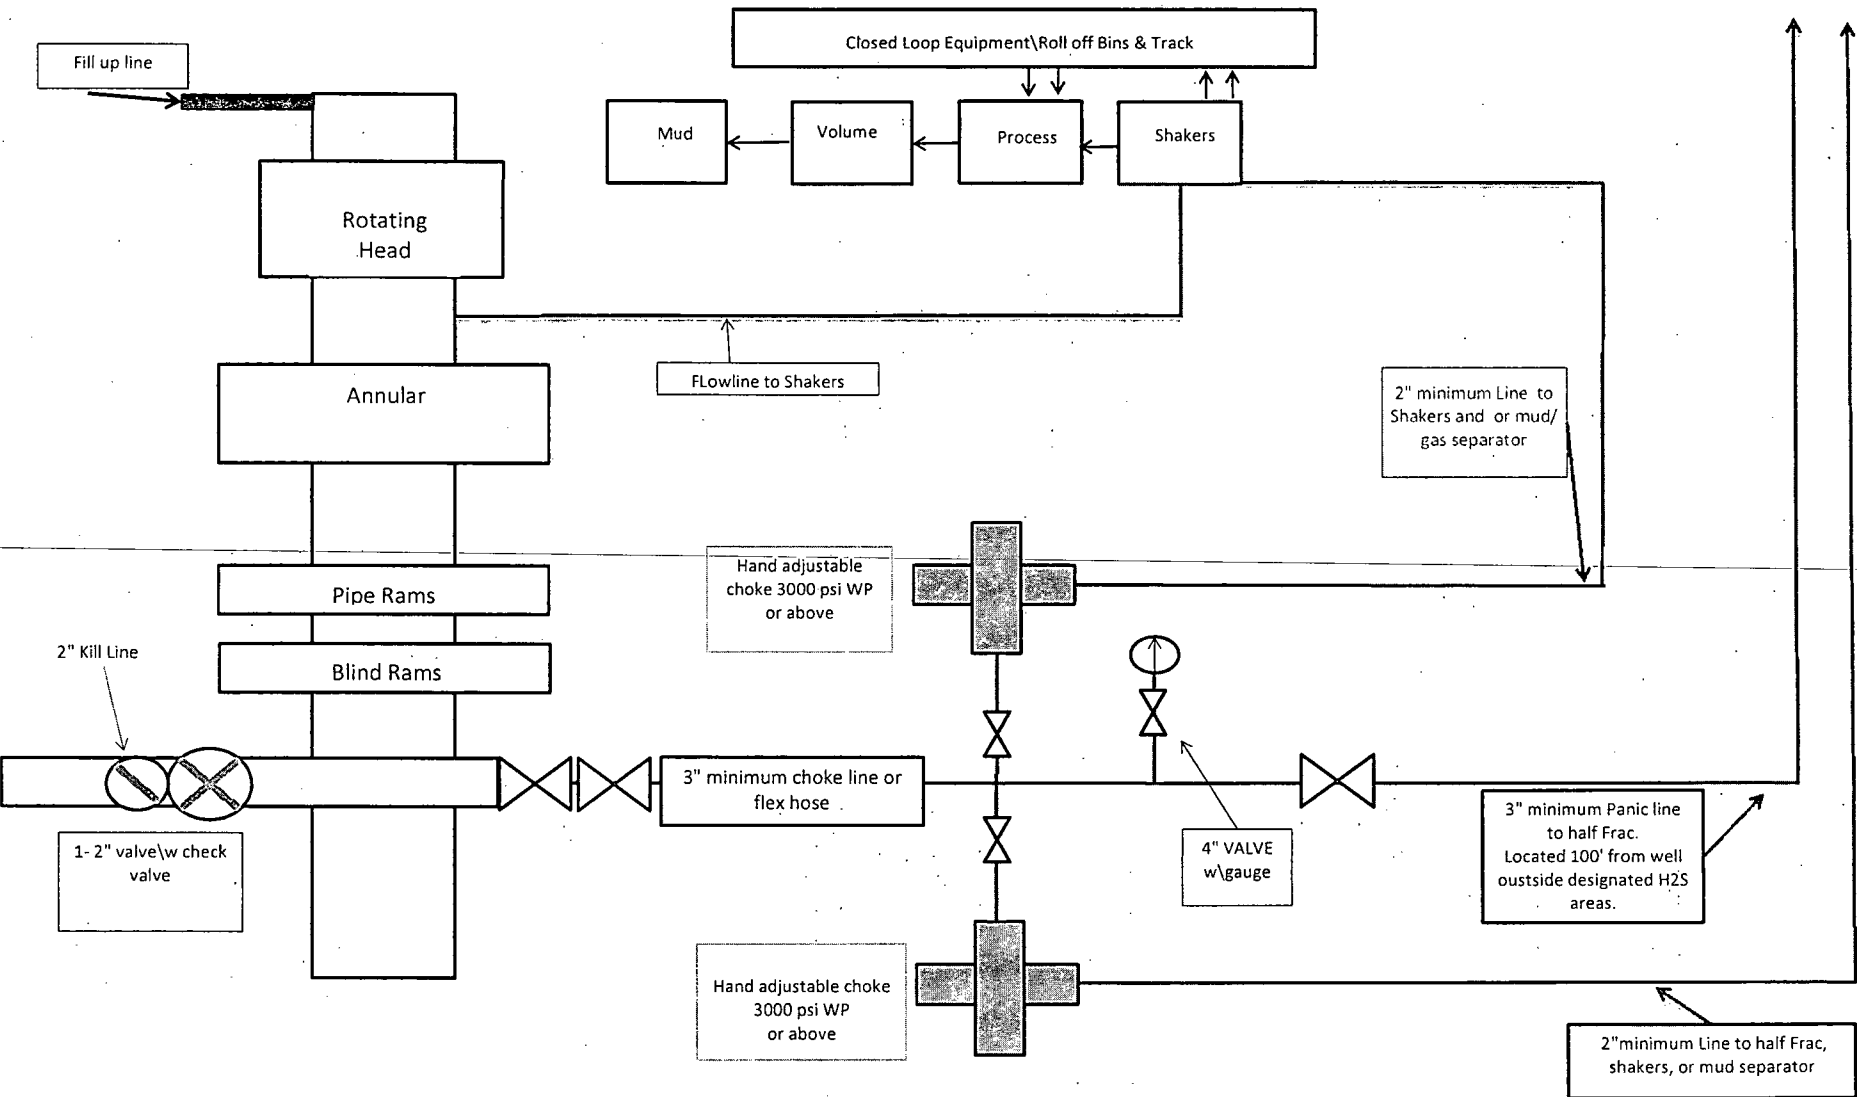 Closed Loop Equipment\Roll off Bins & Track
Fill up line
Mud
Volume
Process
Shakers
Rotating
Head
FLowline to Shakers
Annular
2" minimum Line to
Shakers and or mud/
gas separator
Hand adjustable
choke 3000 psi WP
or above
Pipe Rams
2" Kill Line
Blind Rams
3" minimum choke line or
flex hose
1- 2" valve\w check
valve
4" VALVE
w\gauge
3" minimum Panic line
to half Frac.
Located 100' from well
oustside designated H2S
areas.
Hand adjustable choke
3000 psi WP
or above
2"minimum Line to half Frac,
shakers, or mud separator